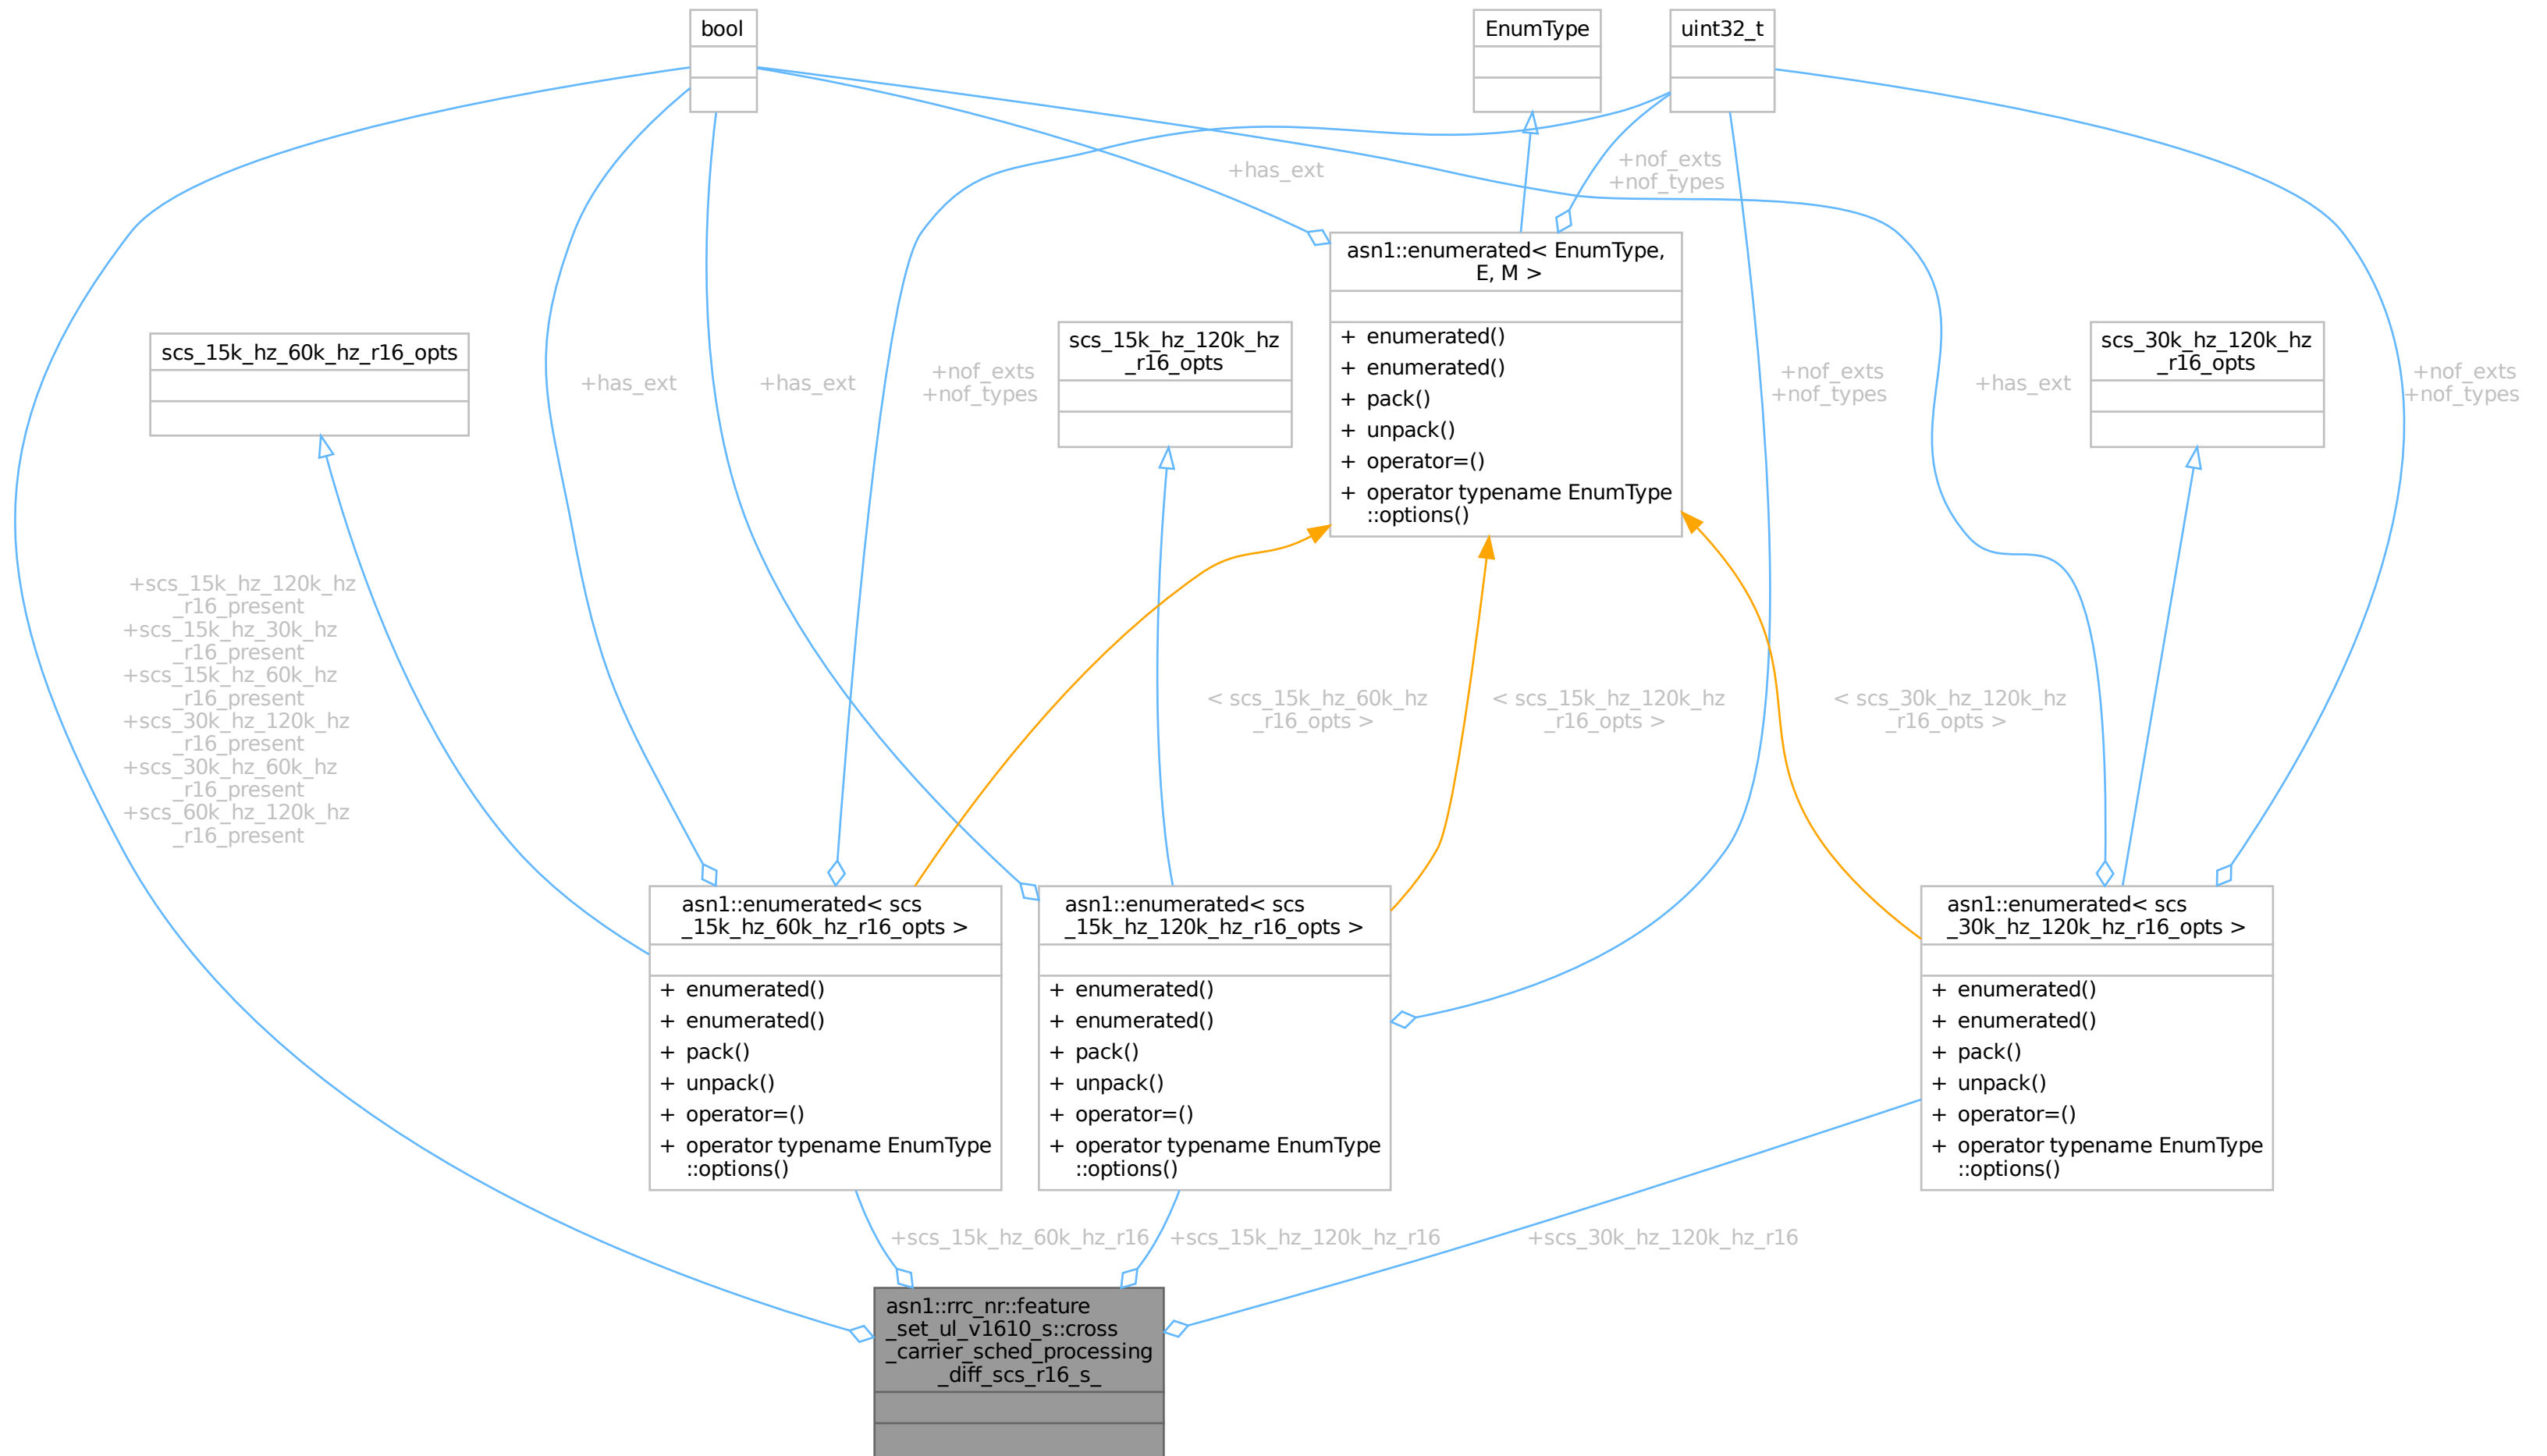 bool
EnumType
uint32_t
+has_ext
+nof_exts
+nof_types
asn1::enumerated< EnumType,
E, M >
+ enumerated()
+ enumerated()
+ pack()
+ unpack()
+ operator=()
+ operator typename EnumType
::options()
scs_15k_hz_60k_hz_r16_opts
scs_15k_hz_120k_hz
_r16_opts
scs_30k_hz_120k_hz
_r16_opts
+has_ext
+has_ext
+nof_exts
+nof_types
+nof_exts
+nof_types
+has_ext
+nof_exts
+nof_types
+scs_15k_hz_120k_hz
_r16_present
+scs_15k_hz_30k_hz
_r16_present
+scs_15k_hz_60k_hz
_r16_present
+scs_30k_hz_120k_hz
_r16_present
+scs_30k_hz_60k_hz
_r16_present
+scs_60k_hz_120k_hz
_r16_present
< scs_15k_hz_60k_hz
_r16_opts >
< scs_15k_hz_120k_hz
_r16_opts >
< scs_30k_hz_120k_hz
_r16_opts >
asn1::enumerated< scs
_15k_hz_60k_hz_r16_opts >
+ enumerated()
+ enumerated()
+ pack()
+ unpack()
+ operator=()
+ operator typename EnumType
::options()
asn1::enumerated< scs
_15k_hz_120k_hz_r16_opts >
+ enumerated()
+ enumerated()
+ pack()
+ unpack()
+ operator=()
+ operator typename EnumType
::options()
asn1::enumerated< scs
_30k_hz_120k_hz_r16_opts >
+ enumerated()
+ enumerated()
+ pack()
+ unpack()
+ operator=()
+ operator typename EnumType
::options()
+scs_15k_hz_60k_hz_r16
+scs_15k_hz_120k_hz_r16
+scs_30k_hz_120k_hz_r16
asn1::rrc_nr::feature
_set_ul_v1610_s::cross
_carrier_sched_processing
_diff_scs_r16_s_